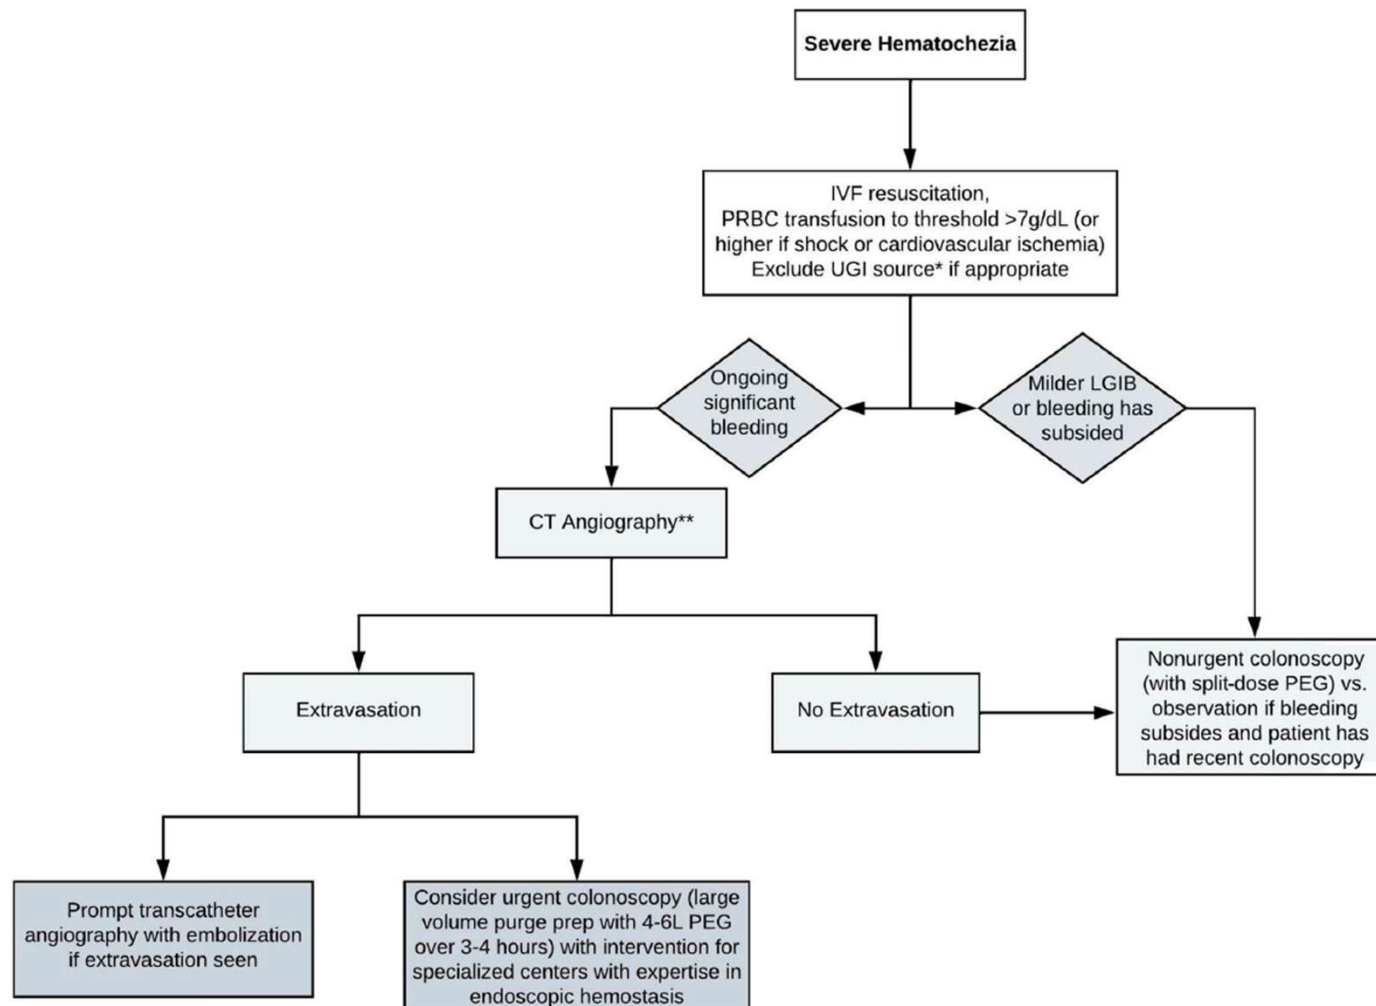 Severe Hematochezia
IVF resuscitation,
PRBC transfusion to threshold >7g/dL (or
higher if shock or cardiovascular ischemia)
Exclude UGI source* if appropriate
Ongoing
significant
bleeding
Milder LGIB
or bleeding has
subsided
CT Angiography**
Extravasation
No Extravasation
Nonurgent colonoscopy
(with split-dose PEG) vs.
observation if bleeding
subsides and patient has
had recent colonoscopy
Prompt transcatheter
angiography with embolization
if extravasation seen
Consider urgent colonoscopy (large
volume purge prep with 4-6L PEG
over 3-4 hours) with intervention for
specialized centers with expertise in
endoscopic hemostasis